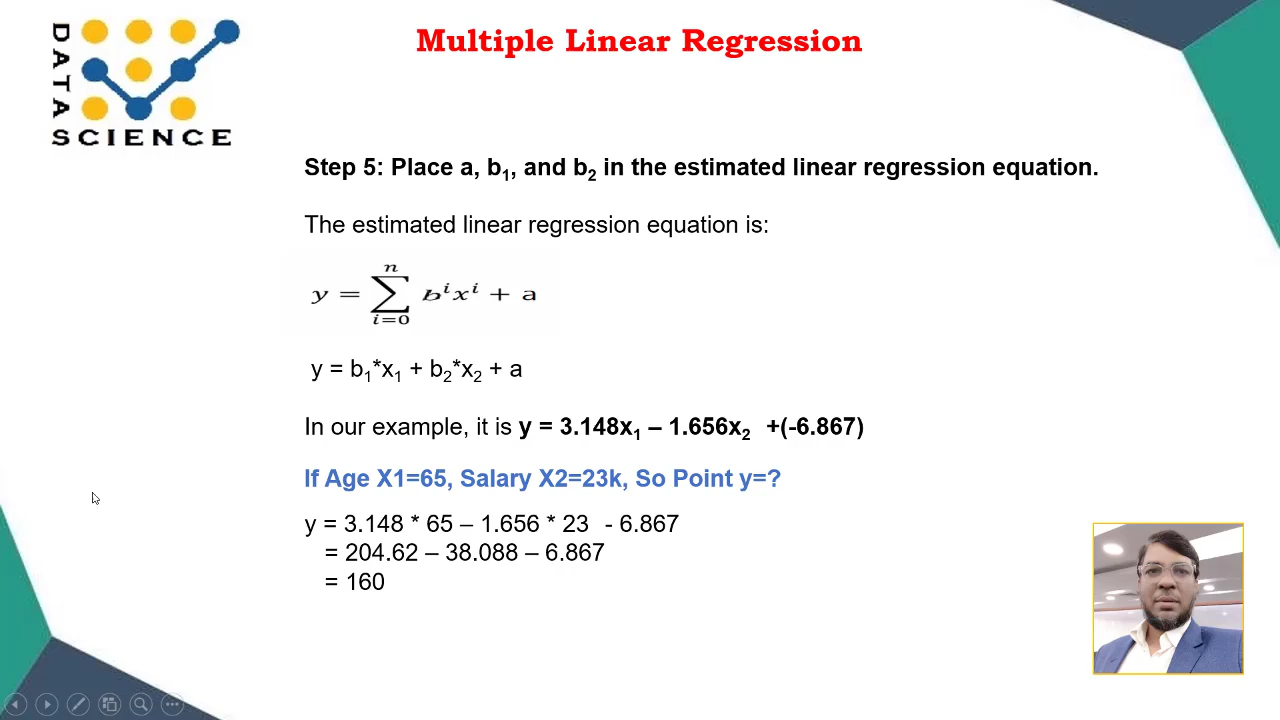 DATA
SCIENCE
Multiple Linear Regression
Step 5: Place a, b₁, and b₂ in the estimated linear regression equation.
The estimated linear regression equation is:
y = ∑ⁿᵢ₌₀ bⁱxⁱ + a
y = b₁*x₁ + b₂*x₂ + a
In our example, it is y = 3.148x₁ – 1.656x₂ +(-6.867)
If Age X1=65, Salary X2=23k, So Point y=?
y = 3.148 * 65 – 1.656 * 23 - 6.867
= 204.62 – 38.088 – 6.867
= 160